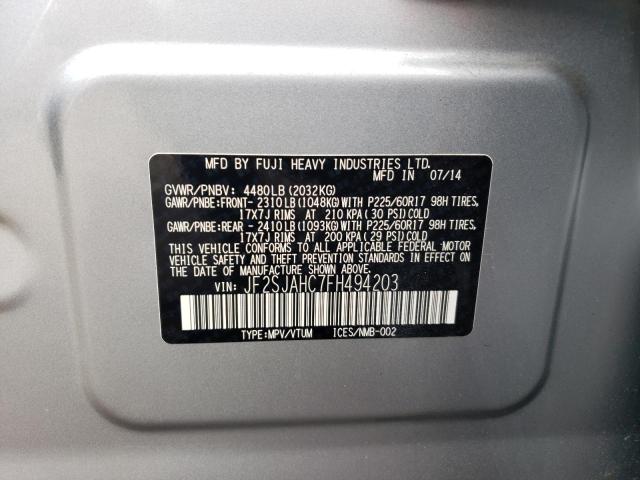 MFD BY FUJI HEAVY INDUSTRIES LTD.
MFD IN 07/14
GVWR/PNBV: 4480LB(2032KG)
GAWR/PNBE:FRONT- 2310LB(1048KG)WITH P225/60R17 98H TIRES,
17X7J RIMS AT 210 KPA(30 PSI)COLD
GAWR/PNBE:REAR - 2410LB(1093KG)WITH P225/60R17 98H TIRES,
17X7J RIMS AT 200 KPA(29 PSI)COLD
THIS VEHICLE CONFORMS TO ALL APPLICABLE FEDERAL MOTOR
VEHICLE SAFETY AND THEFT PREVENTION STANDARDS IN EFFECT ON
THE DATE OF MANUFACTURE SHOWN ABOVE.
VIN: JF2SJAHC7FH494203
TYPE:MPV/VTUM ICES/NMB-002